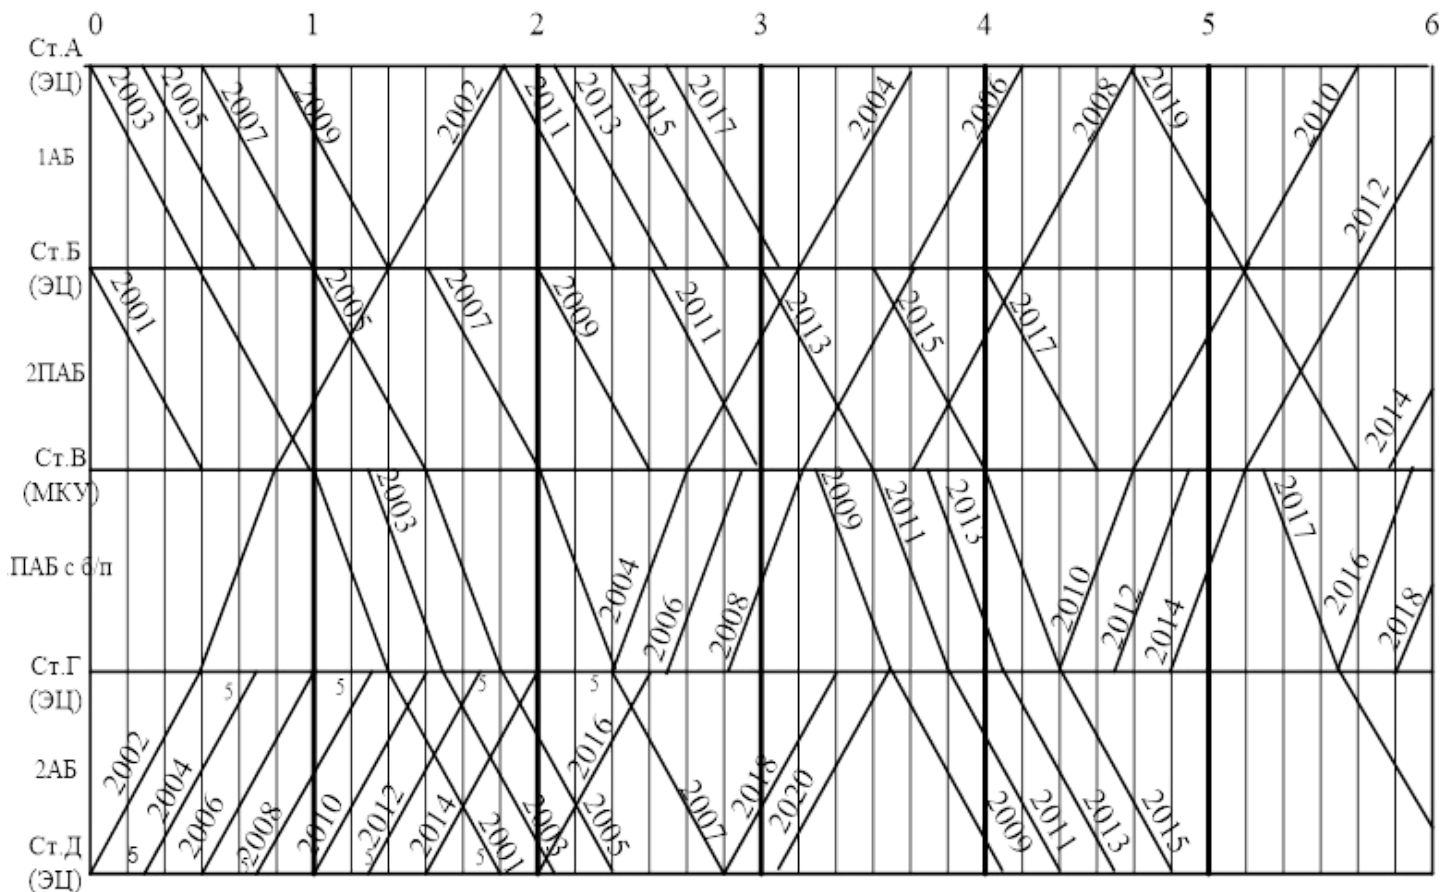 0 1 2 3 4 5 6
Ст.А
(ЭЦ)
2003 2005 2007 2009 2002 2011 2013 2015 2017 2004 2006 2008 2019 2010
1АБ
2012
Ст.Б
(ЭЦ)
2001 2005 2007 2009 2011 2013 2015 2017
2ПАБ
2014
Ст.В
(МКУ)
2003 2009 2011 2013 2017
.ПАБ с б/п
2004 2006 2008 2010 2012 2014 2016 2018
Ст.Г
(ЭЦ)
5 5 5 5
2АБ
2002 2004 2006 2008 2010 2012 2014 2001 2003 2016 2005 2007 2018 2020 2009 2011 2013 2015
Ст.Д
5 5 5 5
(ЭЦ)